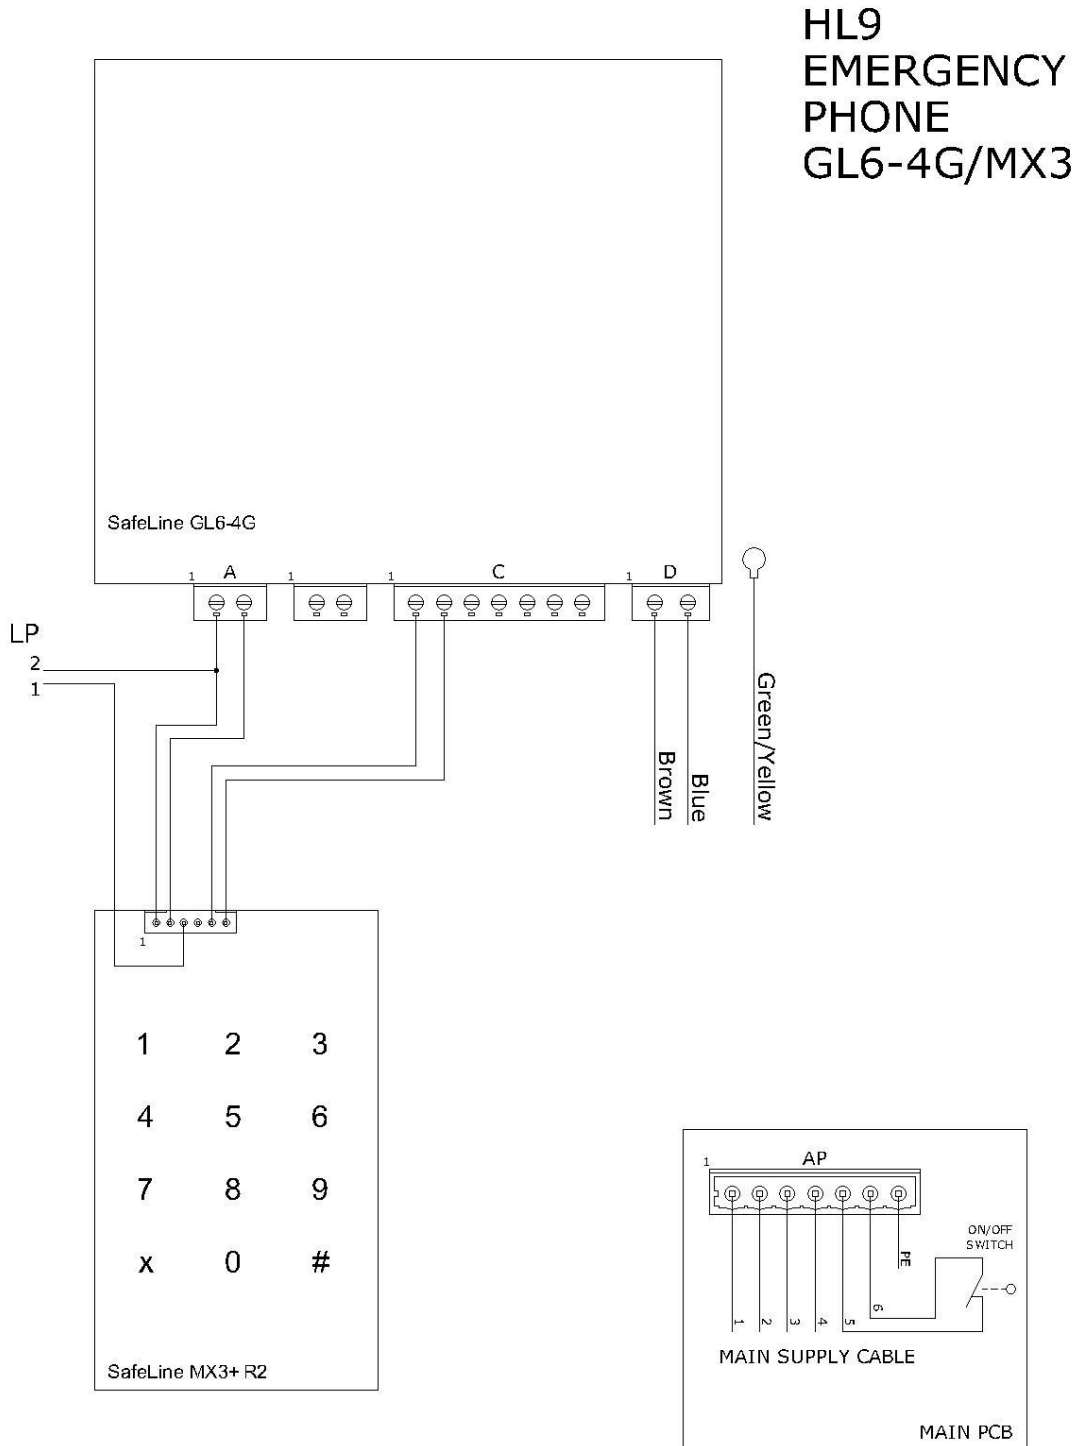 HL9
EMERGENCY
PHONE
GL6-4G/MX3
SafeLine GL6-4G
1 A 1 1 C 1 D
LP
2
1
Brown
Blue
Green/Yellow
1
1 2 3
4 5 6
7 8 9
x 0 #
SafeLine MX3+ R2
1 AP
ON/OFF
SWITCH
PE
1 2 3 4 5 6
MAIN SUPPLY CABLE
MAIN PCB